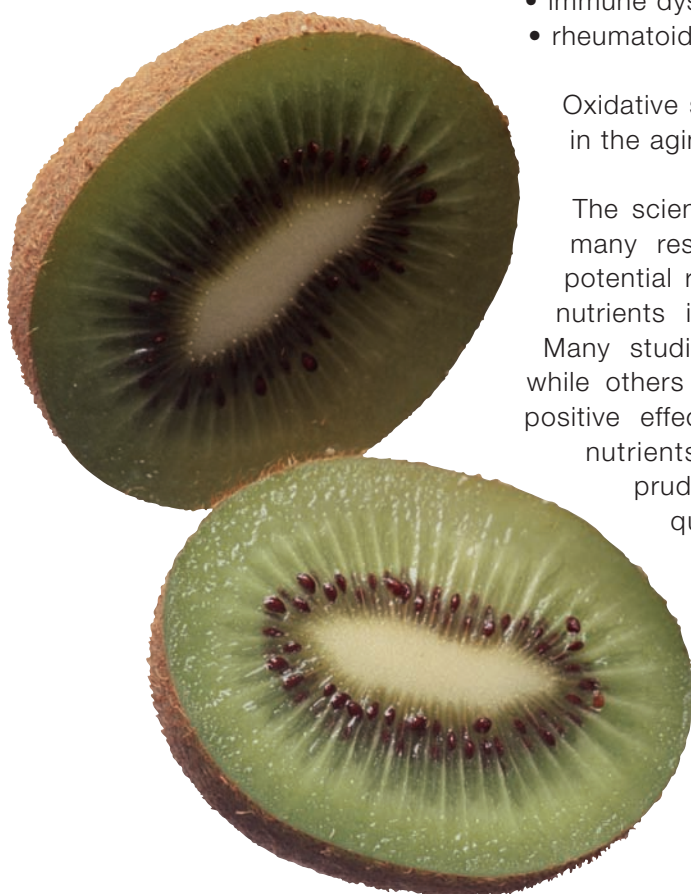 • immune dys
• rheumatoid
Oxidative s
in the agin
The scien
many res
potential r
nutrients i
Many studi
while others
positive effec
nutrients
prud
qu